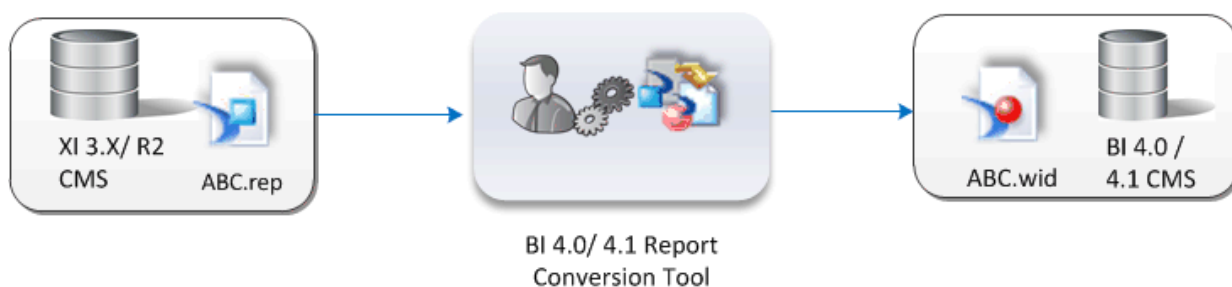 XI 3.X/ R2
CMS
ABC.rep
BI 4.0/ 4.1 Report
Conversion Tool
ABC.wid
BI 4.0 /
4.1 CMS